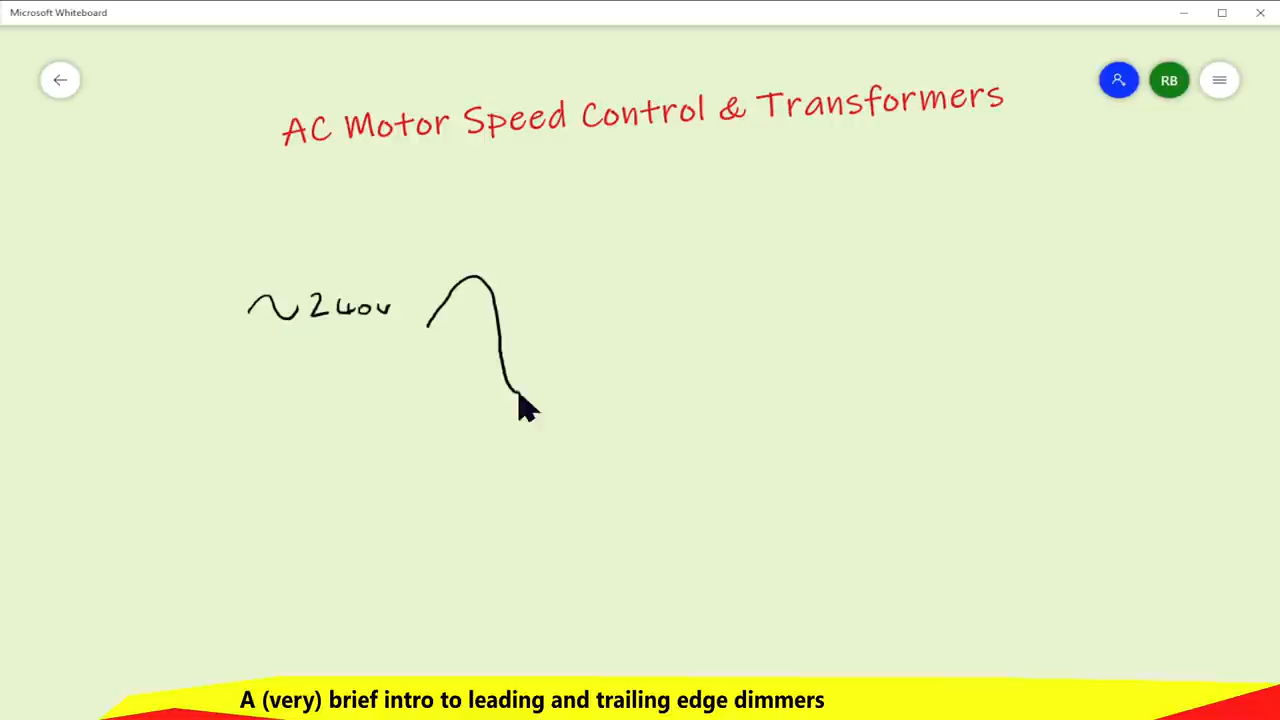 Microsoft Whiteboard
RB
AC Motor Speed Control & Transformers
~240v
A (very) brief intro to leading and trailing edge dimmers